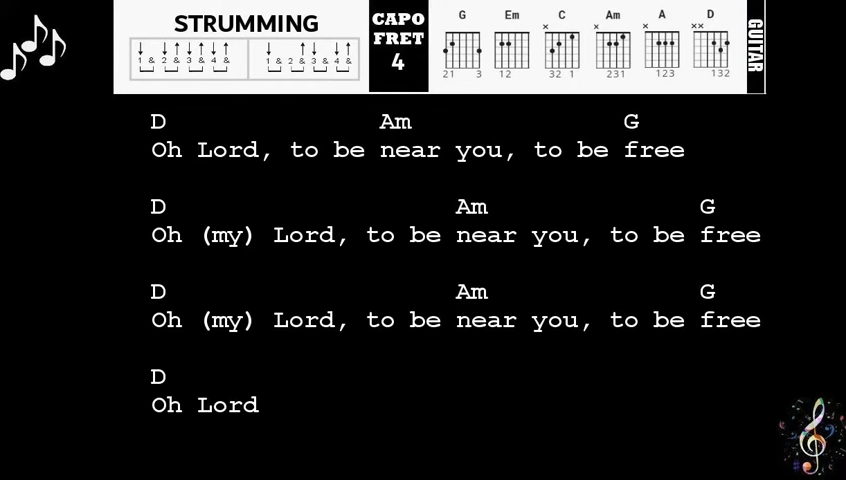 STRUMMING
1 & 2 & 3 & 4 & 1 & 2 & 3 & 4 &
CAPO
FRET
4
G Em C Am A D
× × × ××
21 3 12 32 1 231 123 132
GUITAR
D Am G
Oh Lord, to be near you, to be free
D Am G
Oh (my) Lord, to be near you, to be free
D Am G
Oh (my) Lord, to be near you, to be free
D
Oh Lord